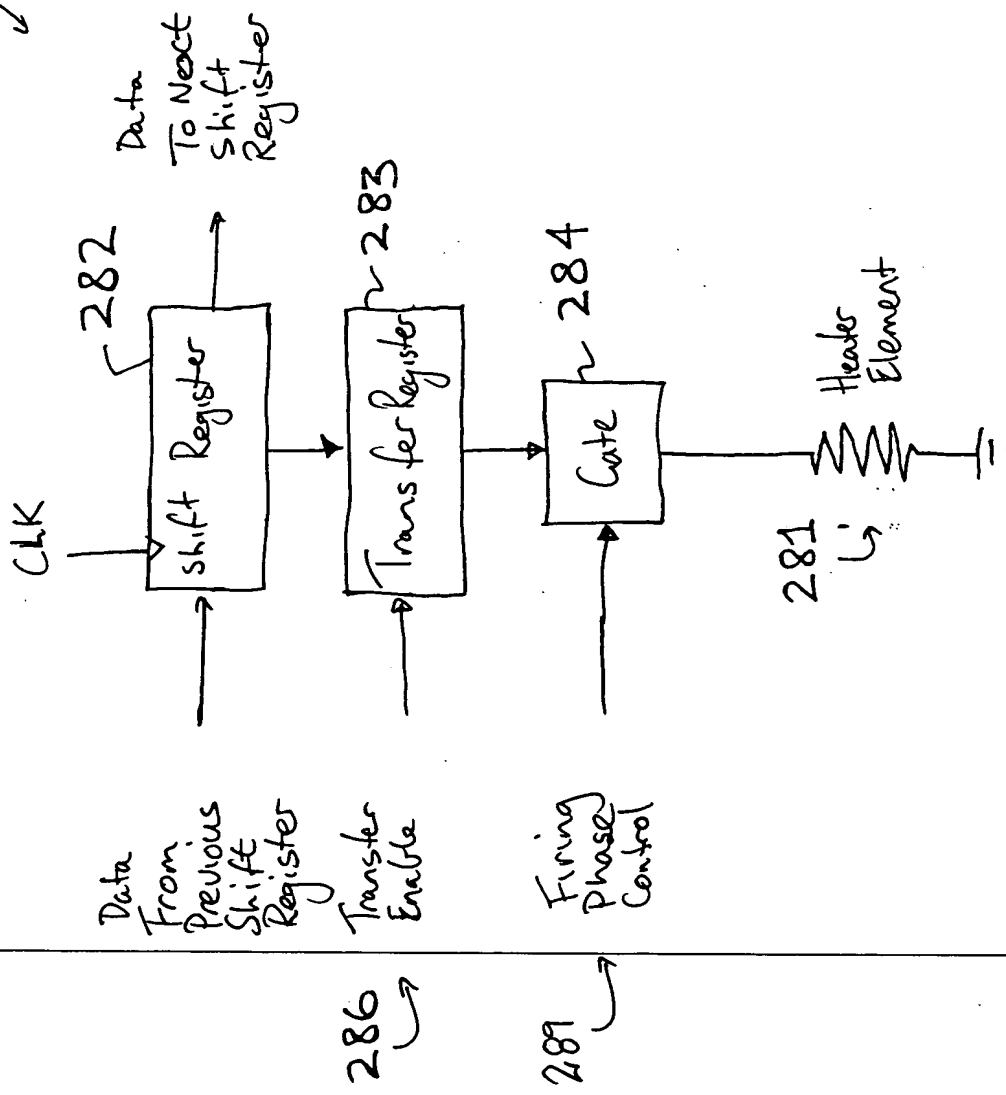 CLK
282
Data
To Next
Shift
Register
Data
From
Previous
Shift
Register
Shift Register
283
Transfer Register
286
Transfer
Enable
284
Gate
289
Firing
Phase
Control
281
Heater
Element